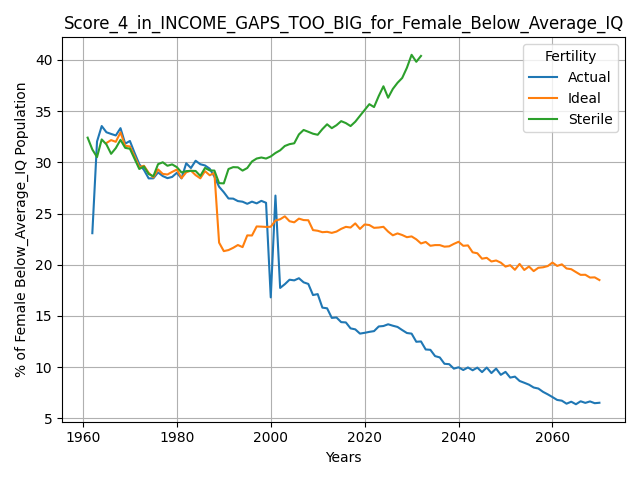 Score_4_in_INCOME_GAPS_TOO_BIG_for_Female_Below_Average_IQ
% of Female Below_Average_IQ Population
40
35
30
25
20
15
10
5
Fertility
Actual
Ideal
Sterile
1960 1980 2000 2020 2040 2060
Years